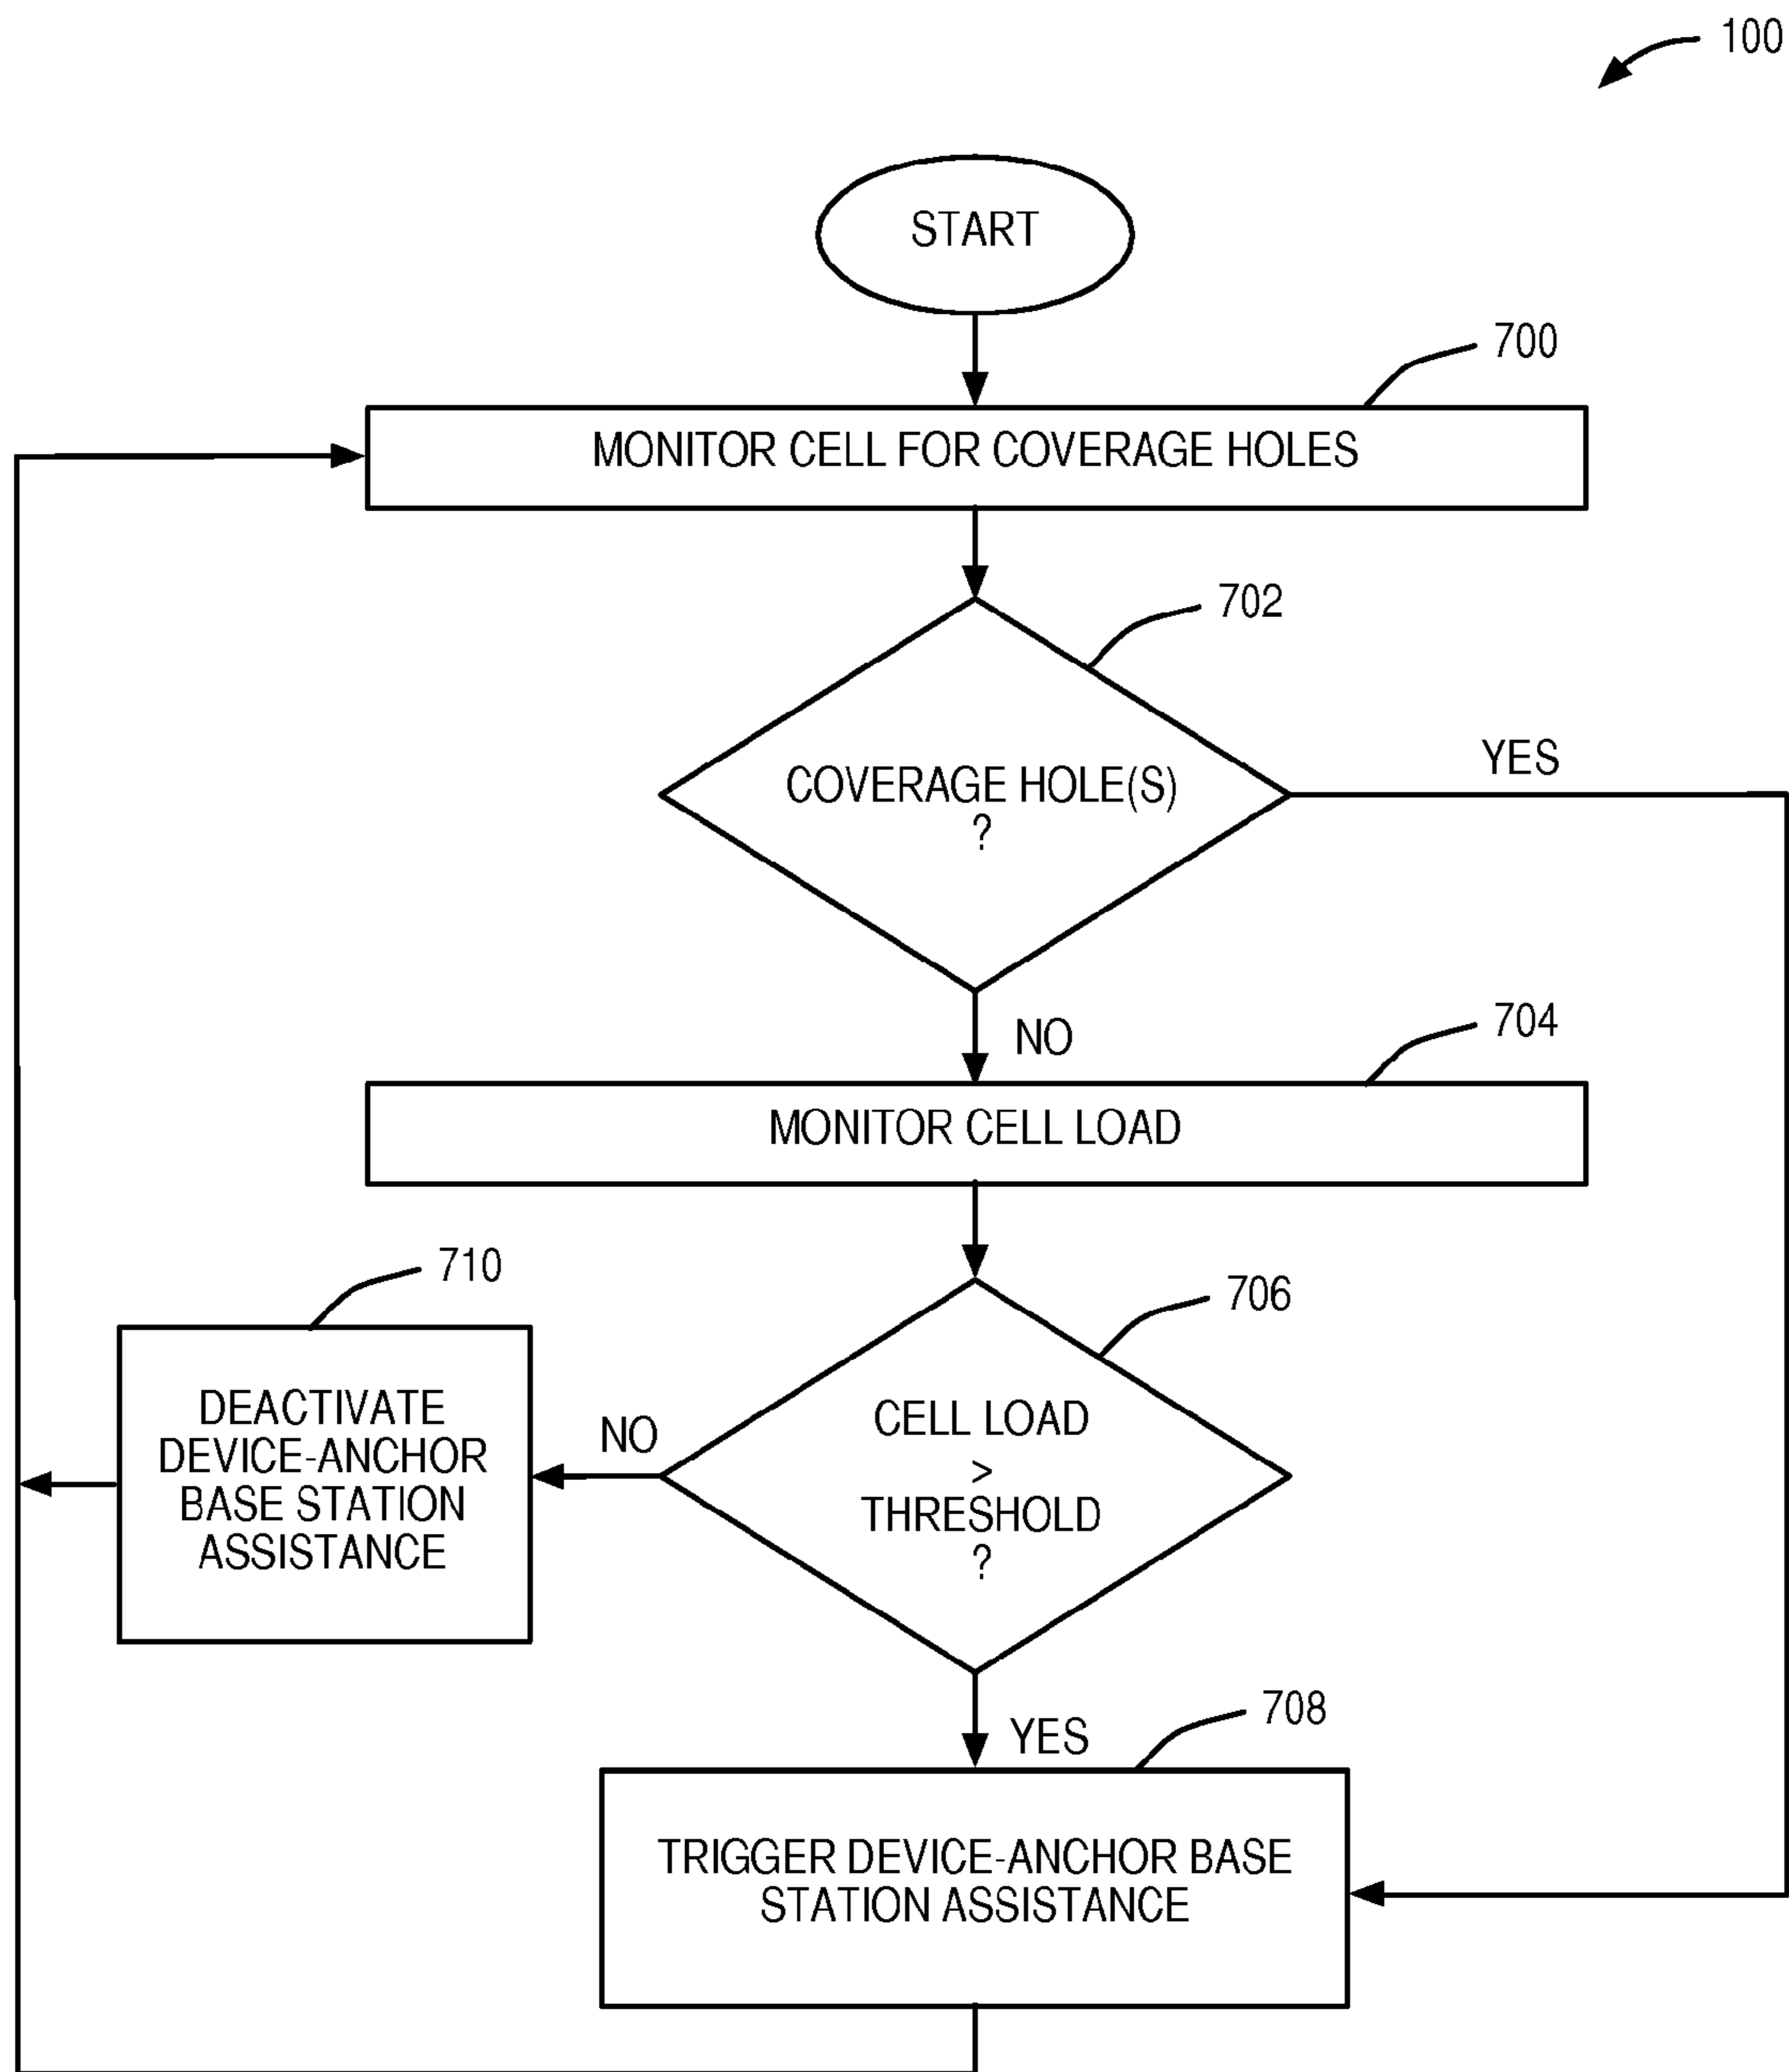 100
START
700
MONITOR CELL FOR COVERAGE HOLES
702
COVERAGE HOLE(S)
?
YES
NO
704
MONITOR CELL LOAD
710
706
DEACTIVATE
DEVICE-ANCHOR
BASE STATION
ASSISTANCE
NO
CELL LOAD
>
THRESHOLD
?
YES
708
TRIGGER DEVICE-ANCHOR BASE
STATION ASSISTANCE